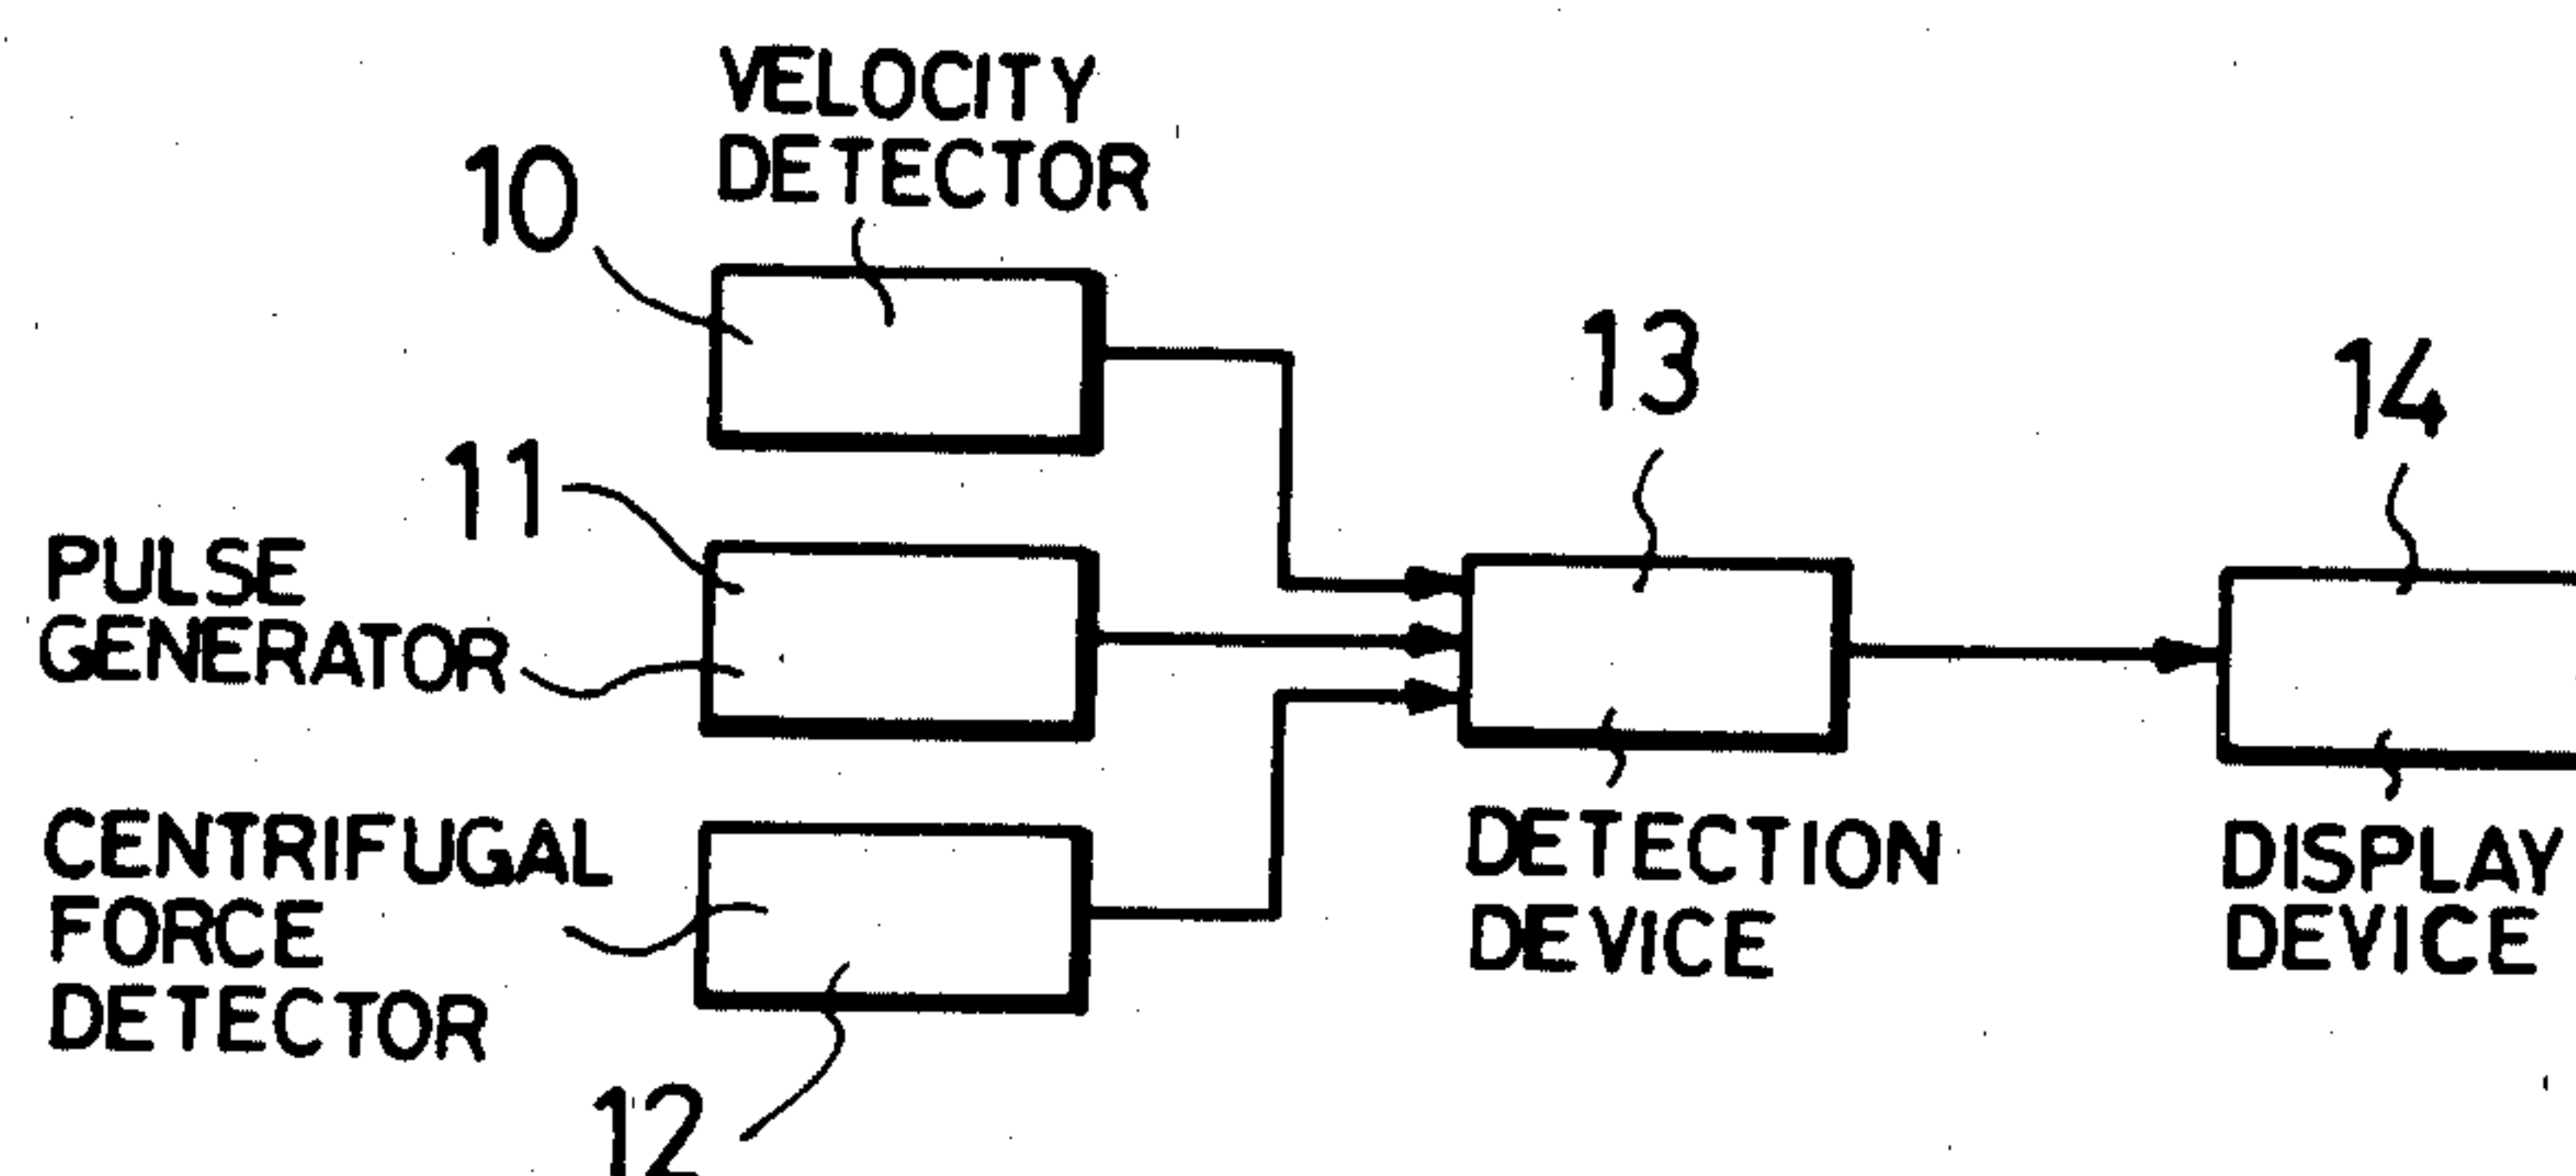 VELOCITY
DETECTOR
10
13
14
11
PULSE
GENERATOR
CENTRIFUGAL
FORCE
DETECTOR
DETECTION
DEVICE
DISPLAY
DEVICE
12